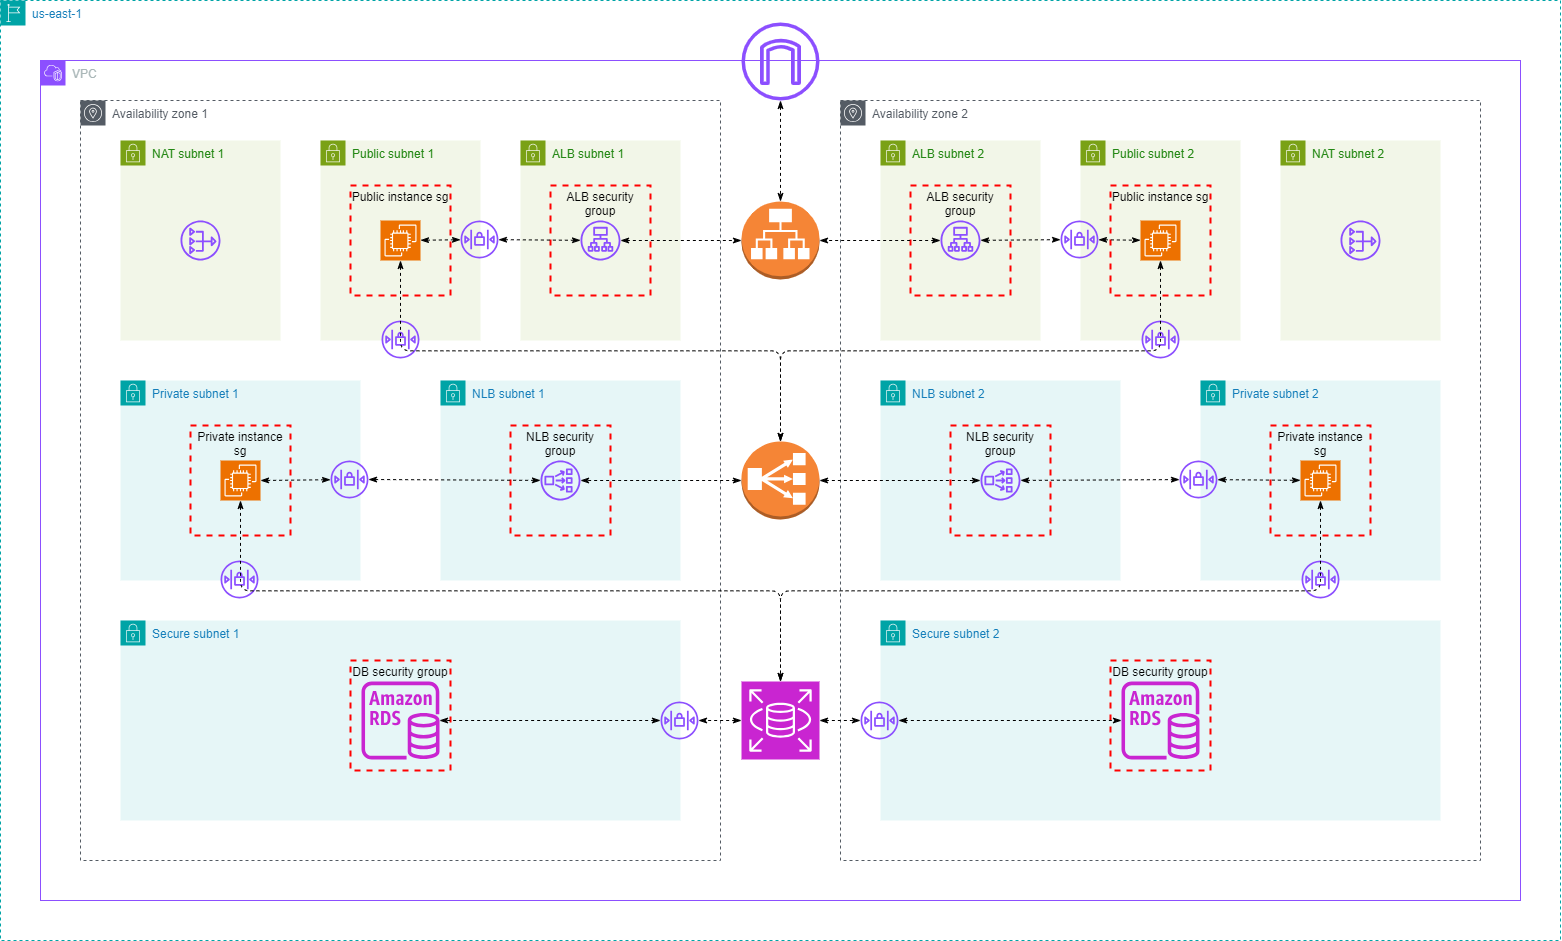 us-east-1
VPC
Availability zone 1
Availability zone 2
NAT subnet 1
Public subnet 1
ALB subnet 1
ALB subnet 2
Public subnet 2
NAT subnet 2
Public instance sg
ALB security
group
ALB security
group
Public instance sg
Private subnet 1
NLB subnet 1
NLB subnet 2
Private subnet 2
Private instance
sg
NLB security
group
NLB security
group
Private instance
sg
Secure subnet 1
Secure subnet 2
DB security group
Amazon
RDS
DB security group
Amazon
RDS